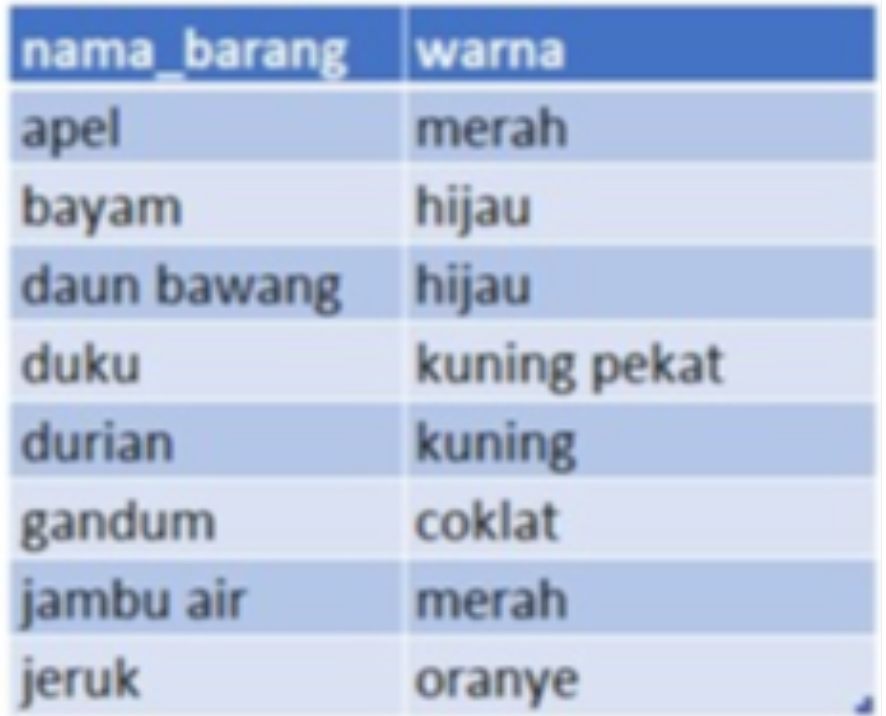 nama_barang warna
apel merah
bayam hijau
daun bawang hijau
duku kuning pekat
durian kuning
gandum coklat
jambu air merah
jeruk oranye